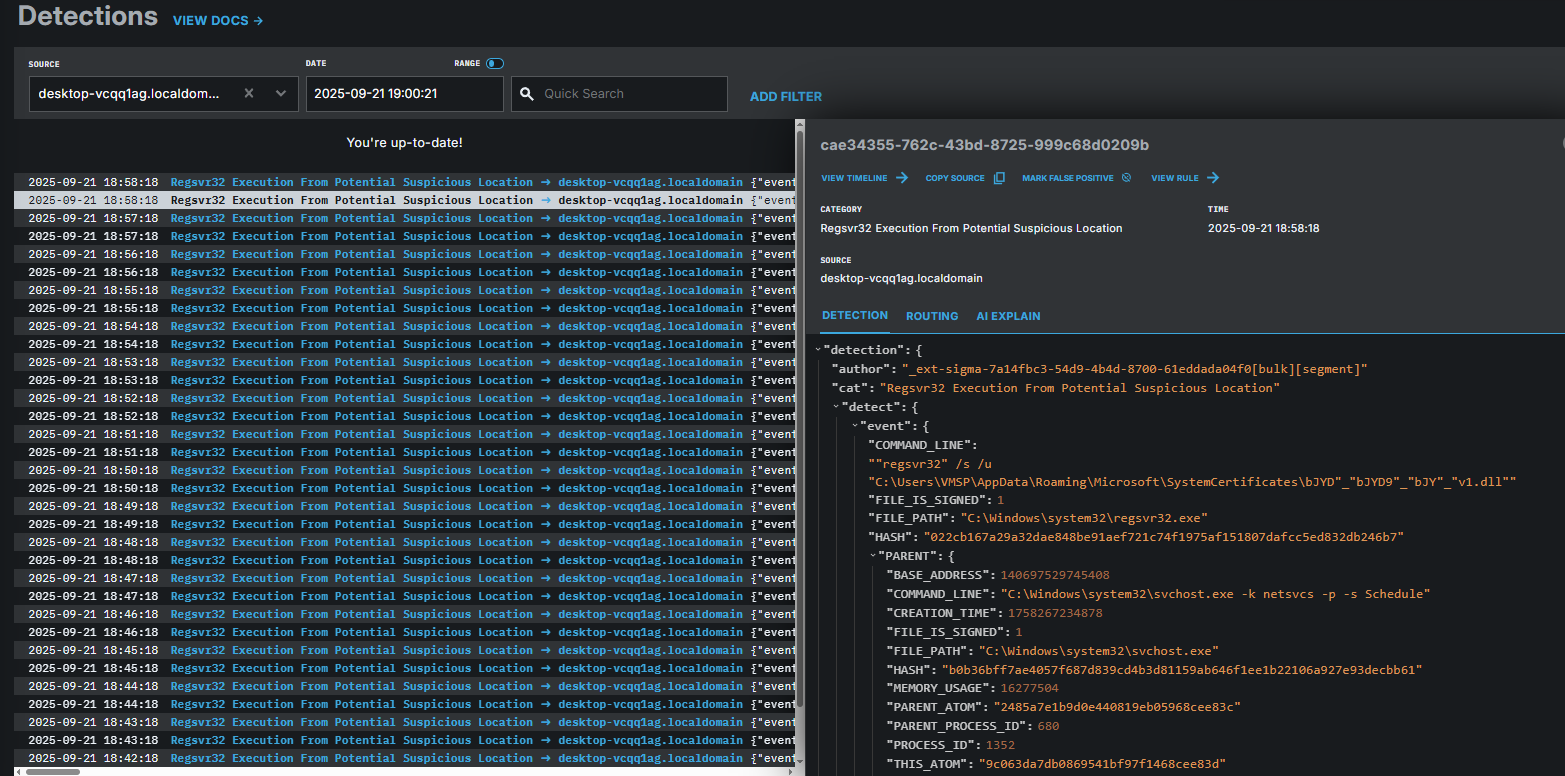 Detections VIEW DOCS →
SOURCE DATE RANGE
desktop-vcqq1ag.localdom... 2025-09-21 19:00:21 Quick Search ADD FILTER
You're up-to-date!
2025-09-21 18:58:18 Regsvr32 Execution From Potential Suspicious Location → desktop-vcqq1ag.localdomain {"event
2025-09-21 18:58:18 Regsvr32 Execution From Potential Suspicious Location → desktop-vcqq1ag.localdomain {"event
2025-09-21 18:57:18 Regsvr32 Execution From Potential Suspicious Location → desktop-vcqq1ag.localdomain {"event
2025-09-21 18:57:18 Regsvr32 Execution From Potential Suspicious Location → desktop-vcqq1ag.localdomain {"event
2025-09-21 18:56:18 Regsvr32 Execution From Potential Suspicious Location → desktop-vcqq1ag.localdomain {"event
2025-09-21 18:56:18 Regsvr32 Execution From Potential Suspicious Location → desktop-vcqq1ag.localdomain {"event
2025-09-21 18:55:18 Regsvr32 Execution From Potential Suspicious Location → desktop-vcqq1ag.localdomain {"event
2025-09-21 18:55:18 Regsvr32 Execution From Potential Suspicious Location → desktop-vcqq1ag.localdomain {"event
2025-09-21 18:54:18 Regsvr32 Execution From Potential Suspicious Location → desktop-vcqq1ag.localdomain {"event
2025-09-21 18:54:18 Regsvr32 Execution From Potential Suspicious Location → desktop-vcqq1ag.localdomain {"event
2025-09-21 18:53:18 Regsvr32 Execution From Potential Suspicious Location → desktop-vcqq1ag.localdomain {"event
2025-09-21 18:53:18 Regsvr32 Execution From Potential Suspicious Location → desktop-vcqq1ag.localdomain {"event
2025-09-21 18:52:18 Regsvr32 Execution From Potential Suspicious Location → desktop-vcqq1ag.localdomain {"event
2025-09-21 18:52:18 Regsvr32 Execution From Potential Suspicious Location → desktop-vcqq1ag.localdomain {"event
2025-09-21 18:51:18 Regsvr32 Execution From Potential Suspicious Location → desktop-vcqq1ag.localdomain {"event
2025-09-21 18:51:18 Regsvr32 Execution From Potential Suspicious Location → desktop-vcqq1ag.localdomain {"event
2025-09-21 18:50:18 Regsvr32 Execution From Potential Suspicious Location → desktop-vcqq1ag.localdomain {"event
2025-09-21 18:50:18 Regsvr32 Execution From Potential Suspicious Location → desktop-vcqq1ag.localdomain {"event
2025-09-21 18:49:18 Regsvr32 Execution From Potential Suspicious Location → desktop-vcqq1ag.localdomain {"event
2025-09-21 18:49:18 Regsvr32 Execution From Potential Suspicious Location → desktop-vcqq1ag.localdomain {"event
2025-09-21 18:48:18 Regsvr32 Execution From Potential Suspicious Location → desktop-vcqq1ag.localdomain {"event
2025-09-21 18:48:18 Regsvr32 Execution From Potential Suspicious Location → desktop-vcqq1ag.localdomain {"event
2025-09-21 18:47:18 Regsvr32 Execution From Potential Suspicious Location → desktop-vcqq1ag.localdomain {"event
2025-09-21 18:47:18 Regsvr32 Execution From Potential Suspicious Location → desktop-vcqq1ag.localdomain {"event
2025-09-21 18:46:18 Regsvr32 Execution From Potential Suspicious Location → desktop-vcqq1ag.localdomain {"event
2025-09-21 18:46:18 Regsvr32 Execution From Potential Suspicious Location → desktop-vcqq1ag.localdomain {"event
2025-09-21 18:45:18 Regsvr32 Execution From Potential Suspicious Location → desktop-vcqq1ag.localdomain {"event
2025-09-21 18:45:18 Regsvr32 Execution From Potential Suspicious Location → desktop-vcqq1ag.localdomain {"event
2025-09-21 18:44:18 Regsvr32 Execution From Potential Suspicious Location → desktop-vcqq1ag.localdomain {"event
2025-09-21 18:44:18 Regsvr32 Execution From Potential Suspicious Location → desktop-vcqq1ag.localdomain {"event
2025-09-21 18:43:18 Regsvr32 Execution From Potential Suspicious Location → desktop-vcqq1ag.localdomain {"event
2025-09-21 18:43:18 Regsvr32 Execution From Potential Suspicious Location → desktop-vcqq1ag.localdomain {"event
2025-09-21 18:42:18 Regsvr32 Execution From Potential Suspicious Location → desktop-vcqq1ag.localdomain {"event
cae34355-762c-43bd-8725-999c68d0209b
VIEW TIMELINE → COPY SOURCE MARK FALSE POSITIVE VIEW RULE →
CATEGORY TIME
Regsvr32 Execution From Potential Suspicious Location 2025-09-21 18:58:18
SOURCE
desktop-vcqq1ag.localdomain
DETECTION ROUTING AI EXPLAIN
"detection": {
"author": "_ext-sigma-7a14fbc3-54d9-4b4d-8700-61eddada04f0[bulk][segment]"
"cat": "Regsvr32 Execution From Potential Suspicious Location"
"detect": {
"event": {
"COMMAND_LINE":
""regsvr32" /s /u
"C:\Users\VMSP\AppData\Roaming\Microsoft\SystemCertificates\bJYD"_"bJYD9"_"bJY"_"v1.dll""
"FILE_IS_SIGNED": 1
"FILE_PATH": "C:\Windows\system32\regsvr32.exe"
"HASH": "022cb167a29a32dae848be91aef721c74f1975af151807dafcc5ed832db246b7"
"PARENT": {
"BASE_ADDRESS": 140697529745408
"COMMAND_LINE": "C:\Windows\system32\svchost.exe -k netsvcs -p -s Schedule"
"CREATION_TIME": 1758267234878
"FILE_IS_SIGNED": 1
"FILE_PATH": "C:\Windows\system32\svchost.exe"
"HASH": "b0b36bff7ae4057f687d839cd4b3d81159ab646f1ee1b22106a927e93decbb61"
"MEMORY_USAGE": 16277504
"PARENT_ATOM": "2485a7e1b9d0e440819eb05968cee83c"
"PARENT_PROCESS_ID": 680
"PROCESS_ID": 1352
"THIS_ATOM": "9c063da7db0869541bf97f1468cee83d"